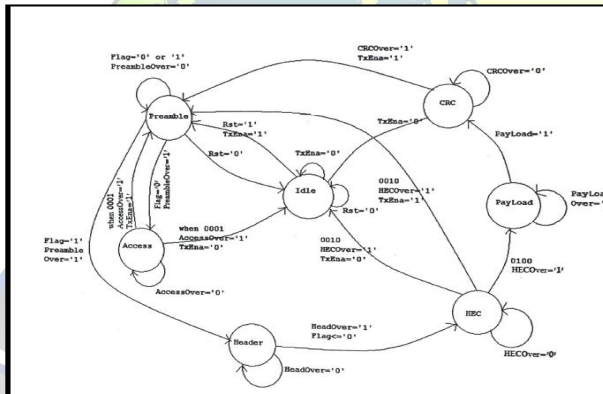 Flag='0' or '1'
PreambleOver='0'
CRCOver='1'
TxEna='1'
CRCOver='0'
Preamble
CRC
Rst='1'
TxEna='1'
TxEna='0'
PayLoad='1'
Rst='0'
TxEna='0'
Idle
0010
HECOver='1'
TxEna='1'
Rst='0'
PayLoad
PayLoa
Over='
when 0001
AccessOver='1'
TxEna='1'
Flag='0'
PreambleOver='1'
when 0001
AccessOver='1'
TxEna='0'
Access
Flag='1'
Preamble
Over='1'
0010
HECOver='1'
TxEna='0'
0100
HECOver='1'
AccessOver='0'
HEC
HeadOver='1'
Flag<='0'
Header
HECOver='0'
HeadOver='0'